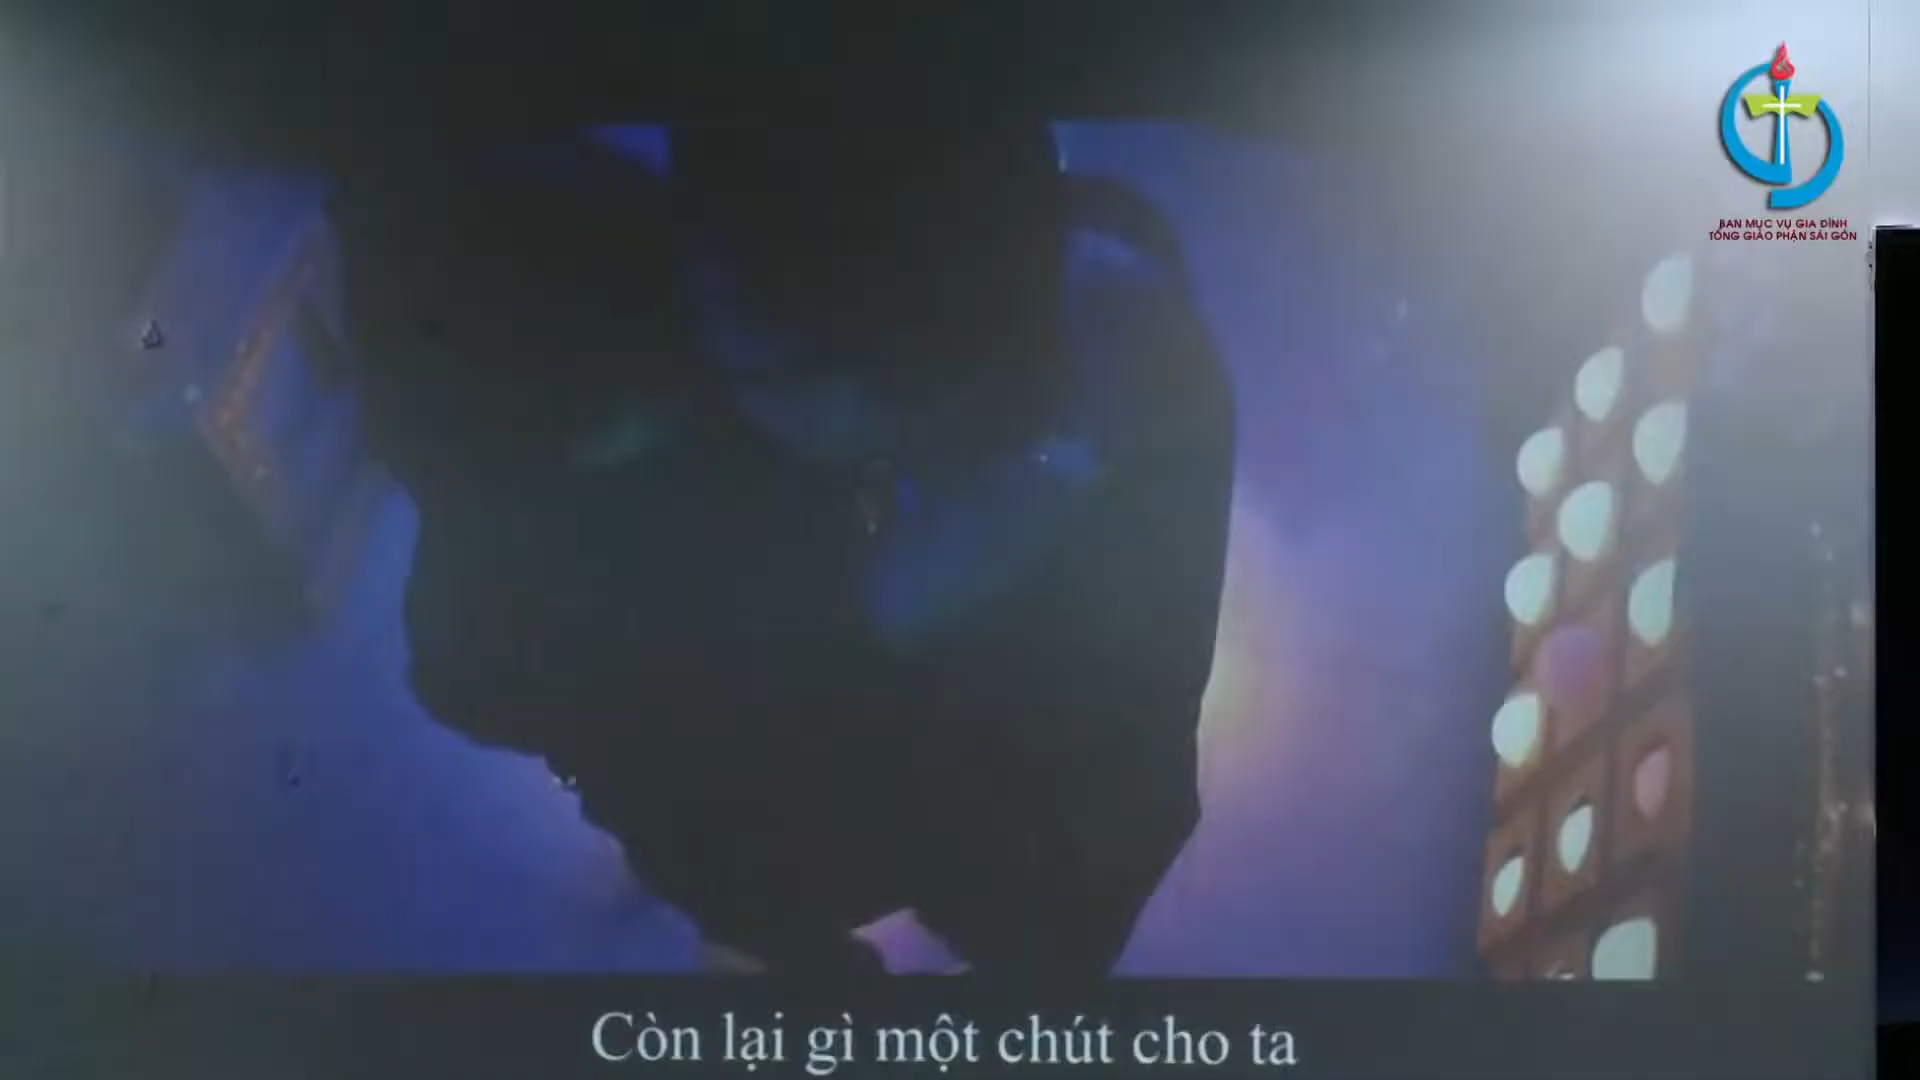 BAN MỤC VỤ GIA ĐÌNH
TỔNG GIÁO PHẬN SÀI GÒN
Còn lại gì một chút cho ta